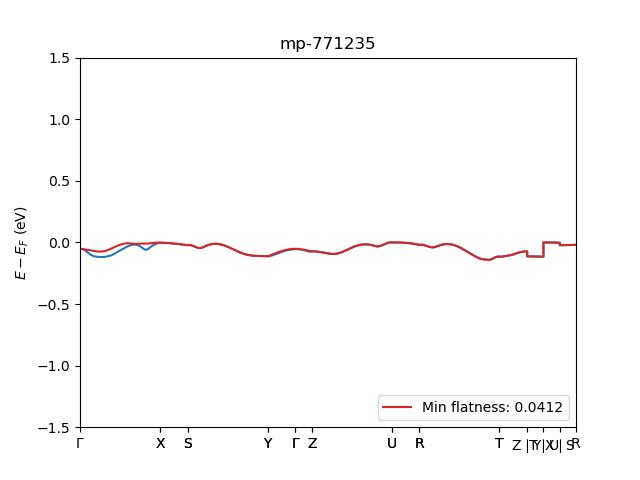 mp-771235
1.5
1.0
0.5
0.0
−0.5
−1.0
−1.5
E − E_F (eV)
Min flatness: 0.0412
Γ X S Y Γ Z U R T Z|T Y|X U|S R